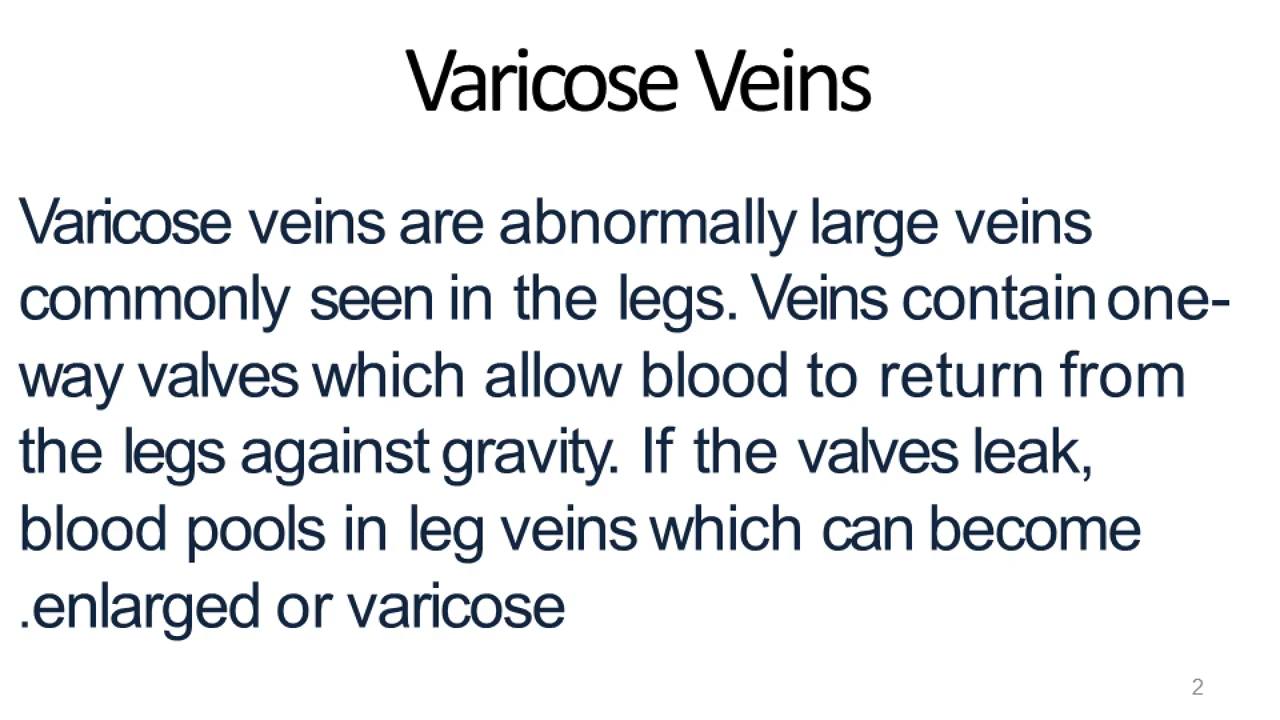 Varicose Veins
Varicose veins are abnormally large veins
commonly seen in the legs. Veins contain one-
way valves which allow blood to return from
the legs against gravity. If the valves leak,
blood pools in leg veins which can become
.enlarged or varicose
2